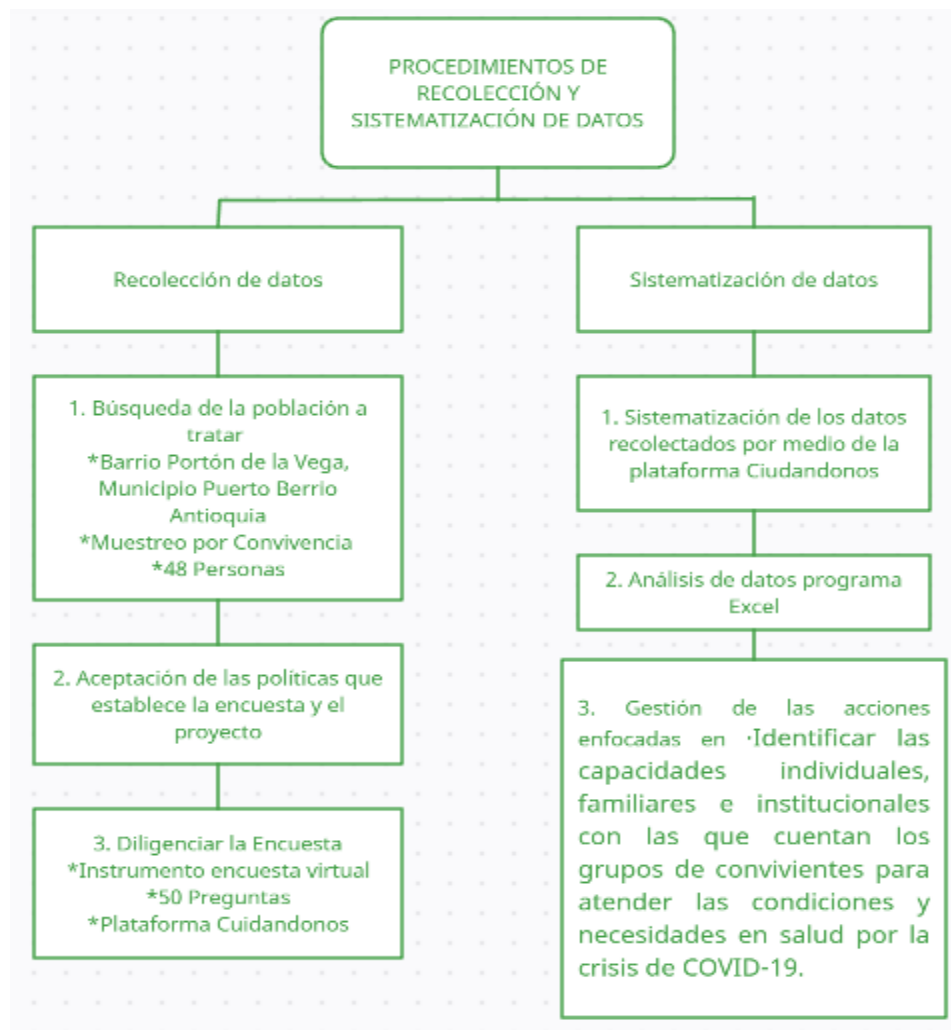 PROCEDIMIENTOS DE
RECOLECCIÓN Y
SISTEMATIZACIÓN DE DATOS
Recolección de datos
1. Búsqueda de la población a
tratar
*Barrio Portón de la Vega,
Municipio Puerto Berrio
Antioquia
*Muestreo por Convivencia
*48 Personas
2. Aceptación de las políticas que
establece la encuesta y el
proyecto
3. Diligenciar la Encuesta
*Instrumento encuesta virtual
*50 Preguntas
*Plataforma Cuidandonos
Sistematización de datos
1. Sistematización de los datos
recolectados por medio de la
plataforma Ciudandonos
2. Análisis de datos programa
Excel
3. Gestión de las acciones
enfocadas en ·Identificar las
capacidades individuales,
familiares e institucionales
con las que cuentan los
grupos de convivientes para
atender las condiciones y
necesidades en salud por la
crisis de COVID-19.